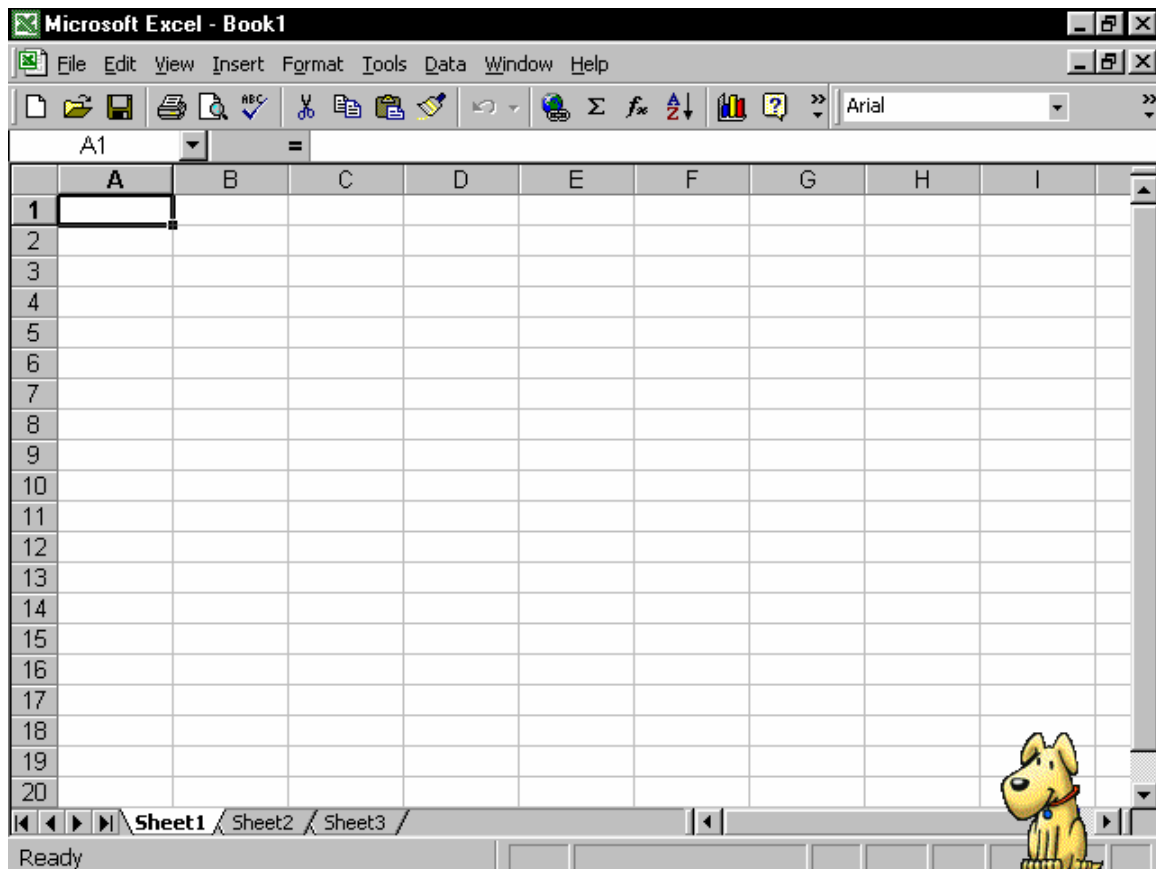 Microsoft Excel - Book1
File Edit View Insert Format Tools Data Window Help
ABC Σ fx A Z Arial
A1 =
A B C D E F G H I
1
2
3
4
5
6
7
8
9
10
11
12
13
14
15
16
17
18
19
20
Sheet1 Sheet2 Sheet3
Ready